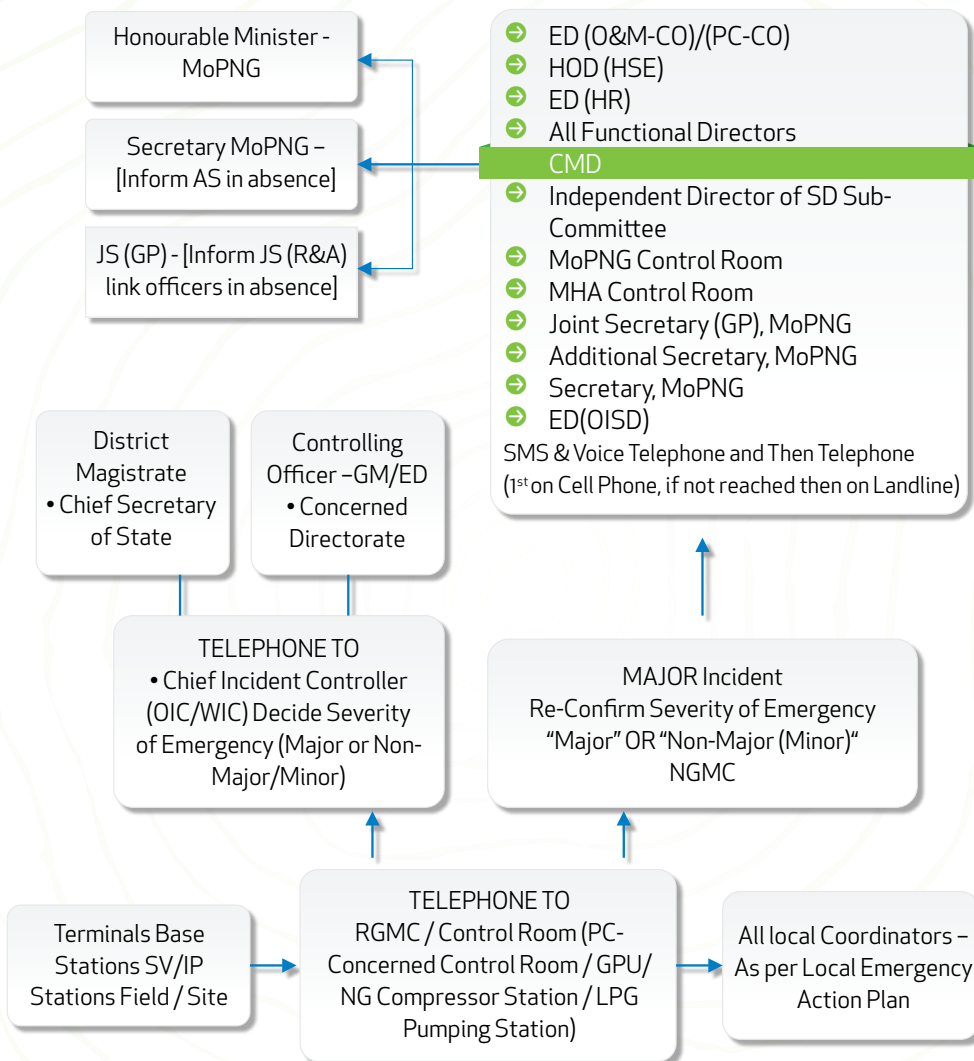 Honourable Minister -
MoPNG
Secretary MoPNG –
[Inform AS in absence]
JS (GP) - [Inform JS (R&A)
link officers in absence]
ED (O&M-CO)/(PC-CO)
HOD (HSE)
ED (HR)
All Functional Directors
CMD
Independent Director of SD Sub-
Committee
MoPNG Control Room
MHA Control Room
Joint Secretary (GP), MoPNG
Additional Secretary, MoPNG
Secretary, MoPNG
ED(OISD)
SMS & Voice Telephone and Then Telephone
(1st on Cell Phone, if not reached then on Landline)
District
Magistrate
• Chief Secretary
of State
Controlling
Officer –GM/ED
• Concerned
Directorate
TELEPHONE TO
• Chief Incident Controller
(OIC/WIC) Decide Severity
of Emergency (Major or Non-
Major/Minor)
MAJOR Incident
Re-Confirm Severity of Emergency
“Major” OR “Non-Major (Minor)“
NGMC
Terminals Base
Stations SV/IP
Stations Field / Site
TELEPHONE TO
RGMC / Control Room (PC-
Concerned Control Room / GPU/
NG Compressor Station / LPG
Pumping Station)
All local Coordinators –
As per Local Emergency
Action Plan